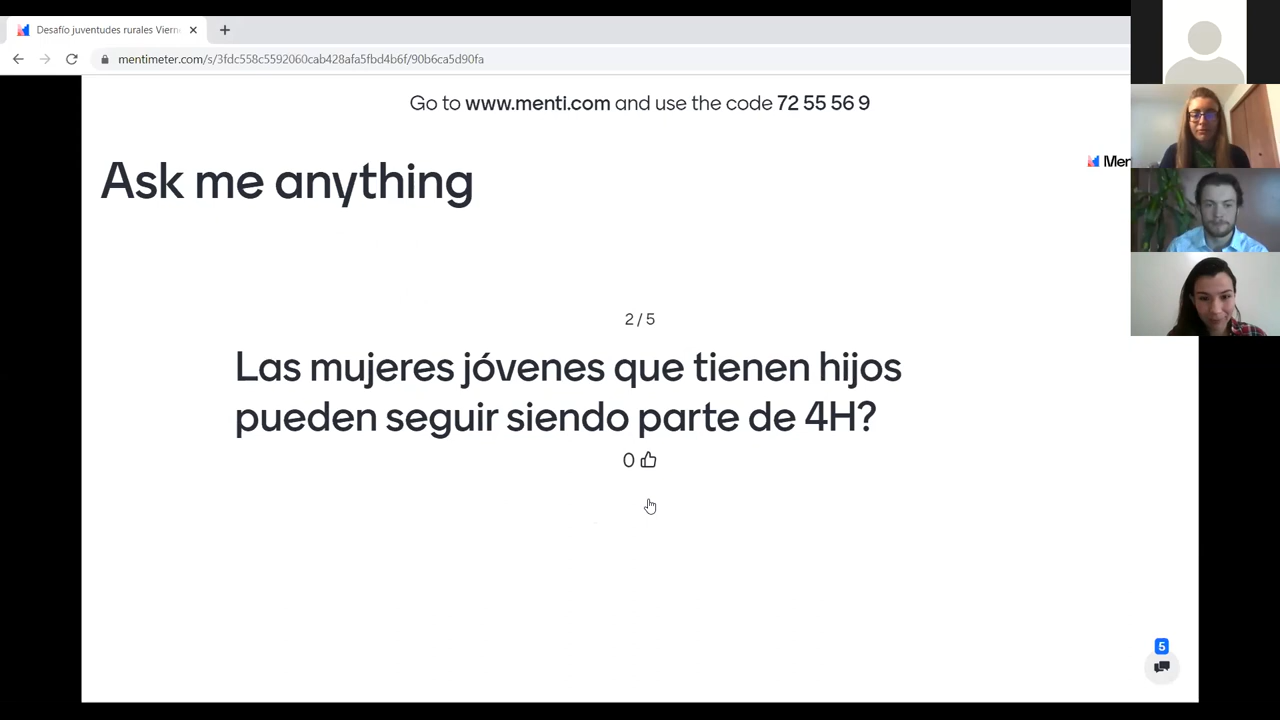 Desafío juventudes rurales Viern
mentimeter.com/s/3fdc558c5592060cab428afa5fbd4b6f/90b6ca5d90fa
Go to www.menti.com and use the code 72 55 56 9
Ask me anything
Men
2 / 5
Las mujeres jóvenes que tienen hijos
pueden seguir siendo parte de 4H?
0
5